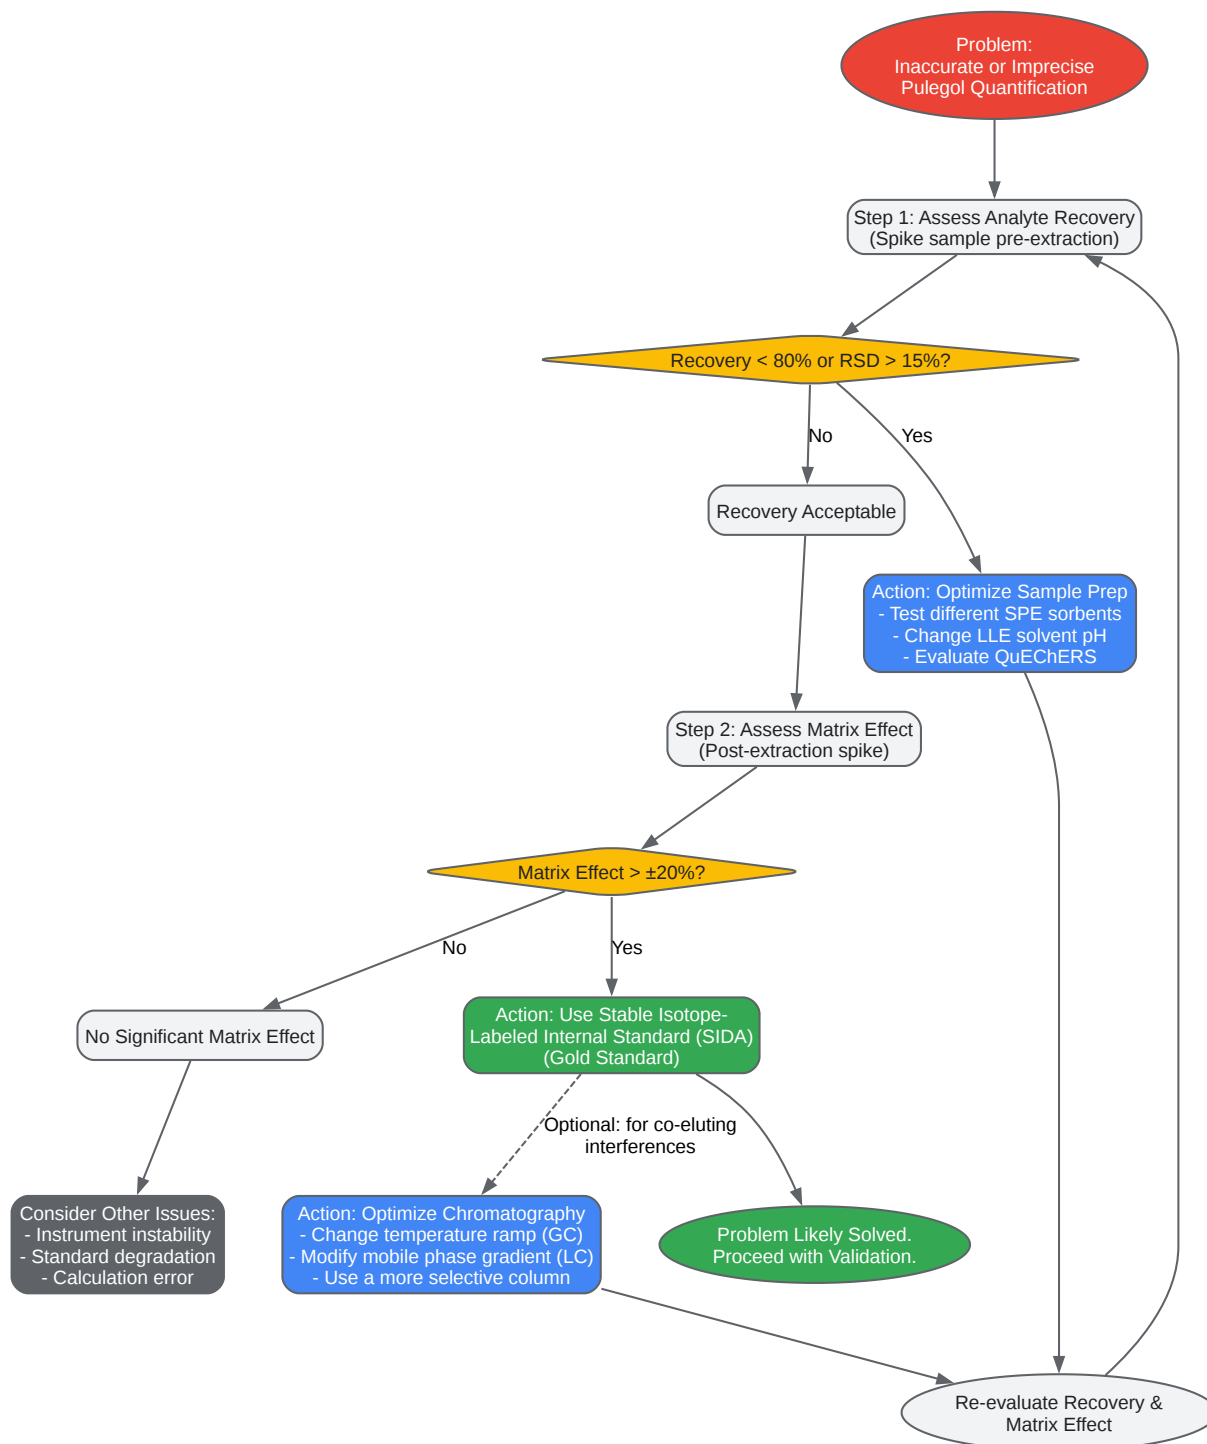 Problem:
Inaccurate or Imprecise
Pulegol Quantification
Step 1: Assess Analyte Recovery
(Spike sample pre-extraction)
Recovery < 80% or RSD > 15%?
No
Yes
Recovery Acceptable
Action: Optimize Sample Prep
- Test different SPE sorbents
- Change LLE solvent pH
- Evaluate QuEChERS
Step 2: Assess Matrix Effect
(Post-extraction spike)
Matrix Effect > ±20%?
No
Yes
No Significant Matrix Effect
Action: Use Stable Isotope-
Labeled Internal Standard (SIDA)
(Gold Standard)
Optional: for co-eluting
interferences
Consider Other Issues:
- Instrument instability
- Standard degradation
- Calculation error
Action: Optimize Chromatography
- Change temperature ramp (GC)
- Modify mobile phase gradient (LC)
- Use a more selective column
Problem Likely Solved.
Proceed with Validation.
Re-evaluate Recovery &
Matrix Effect